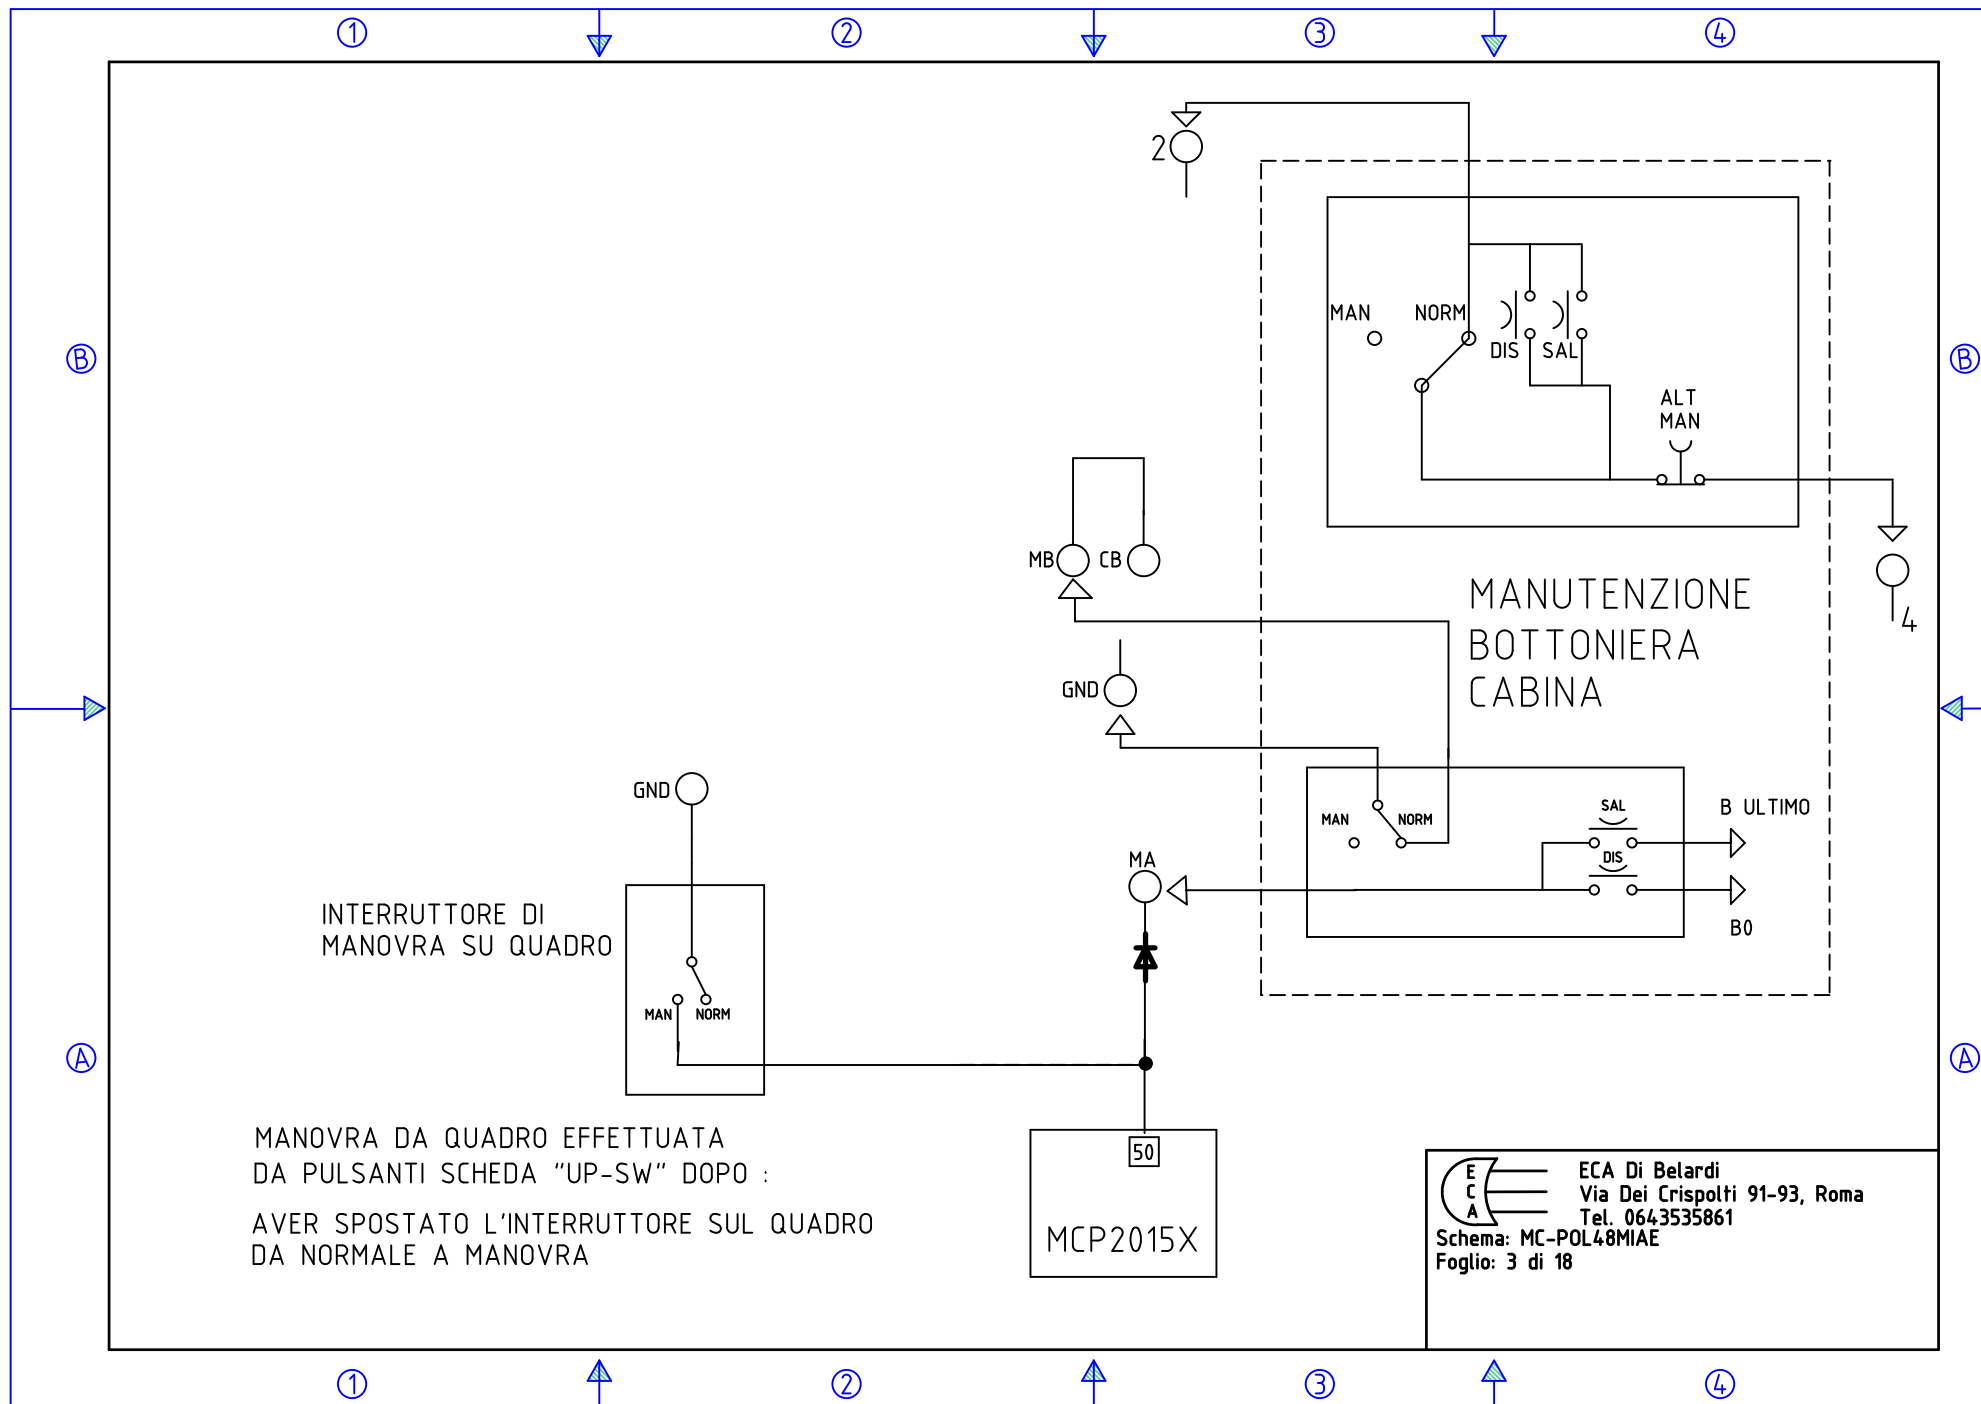 1
2
3
4
2
MAN
NORM
DIS
SAL
B
B
ALT
MAN
MB
CB
MANUTENZIONE
BOTTONIERA
CABINA
4
GND
GND
MAN
NORM
SAL
B ULTIMO
DIS
MA
B0
INTERRUTTORE DI
MANOVRA SU QUADRO
MAN
NORM
A
A
MANOVRA DA QUADRO EFFETTUATA
DA PULSANTI SCHEDA "UP-SW" DOPO :
AVER SPOSTATO L'INTERRUTTORE SUL QUADRO
DA NORMALE A MANOVRA
50
MCP2015X
E
C
A
ECA Di Belardi
Via Dei Crispolti 91-93, Roma
Tel. 0643535861
Schema: MC-POL48MIAE
Foglio: 3 di 18
1
2
3
4